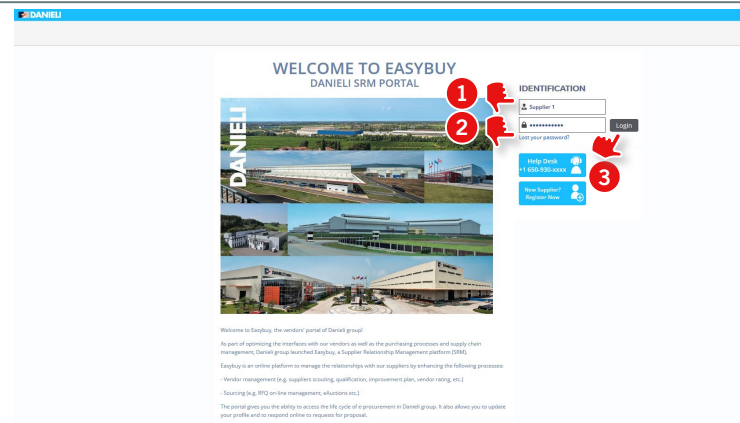 DANIELI
WELCOME TO EASYBUY
DANIELI SRM PORTAL
DANIELI
1
2
3
IDENTIFICATION
Supplier 1
•••••••••••
Login
Lost your password?
Help Desk
+1 650-930-xxxx
New Supplier?
Register Now
Welcome to Easybuy, the vendors' portal of Danieli group!
As part of optimizing the interfaces with our vendors as well as the purchasing processes and supply chain
management, Danieli group launched Easybuy, a Supplier Relationship Management platform (SRM).
Easybuy is an online platform to manage the relationships with our suppliers by enhancing the following processes:
- Vendor management (e.g. suppliers scouting, qualification, improvement plan, vendor rating, etc.)
- Sourcing (e.g. RFQ on-line management, eAuctions etc.)
The portal gives you the ability to access the life cycle of e-procurement in Danieli group. It also allows you to update
your profile and to respond online to requests for proposal.